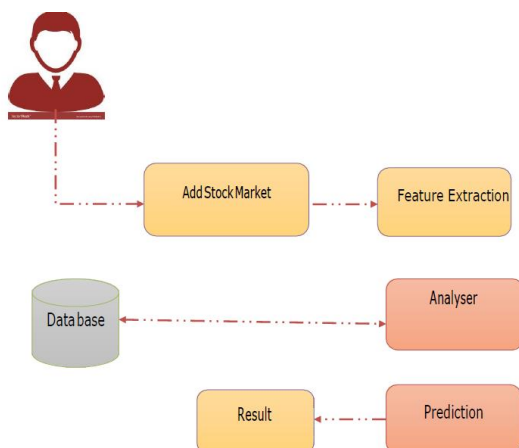 Add Stock Market
Feature Extraction
Analyser
Data base
Result
Prediction